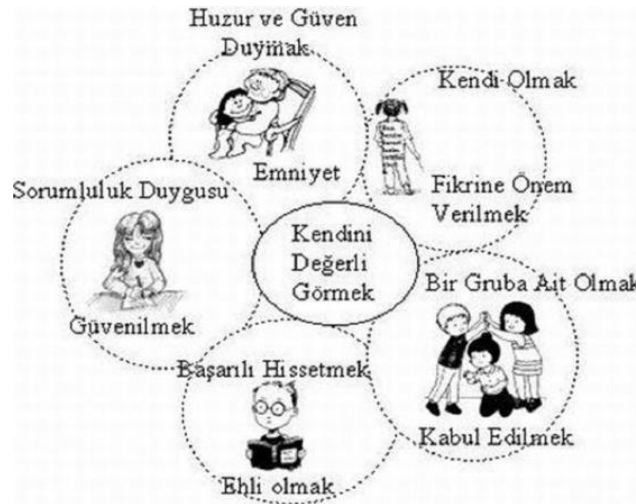 Huzur ve Güven
Duymak
Emniyet
Kendi Olmak
Fikrine Önem
Verilmek
Sorumluluk Duygusu
Güvenilmek
Kendini
Değerli
Görmek
Bir Gruba Ait Olmak
Kabul Edilmek
Başarılı Hissetmek
Ehli olmak